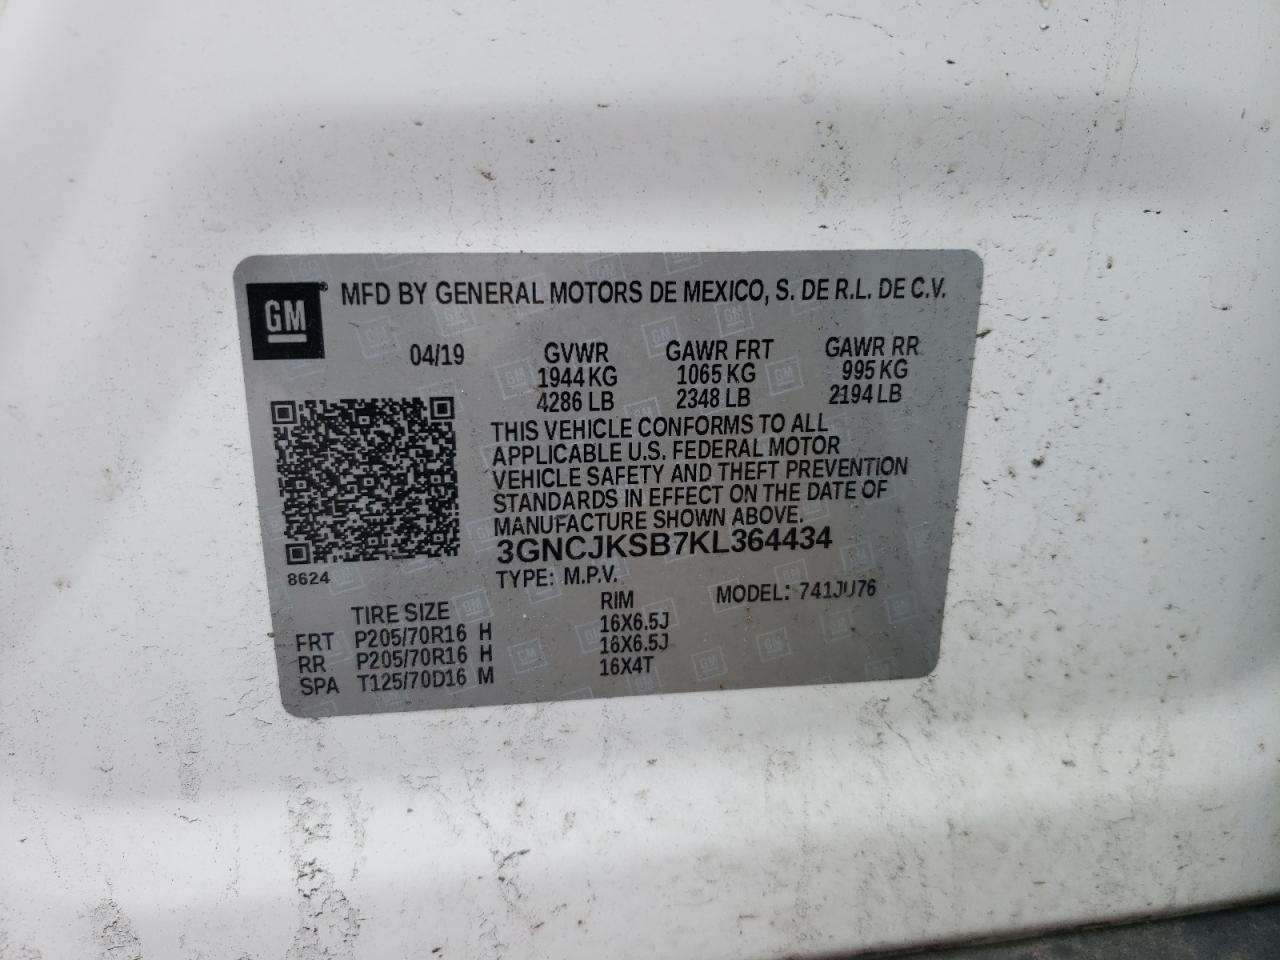 GM® MFD BY GENERAL MOTORS DE MEXICO, S. DE R.L. DE C.V.
04/19 GVWR GAWR FRT GAWR RR
1944 KG 1065 KG 995 KG
4286 LB 2348 LB 2194 LB
THIS VEHICLE CONFORMS TO ALL
APPLICABLE U.S. FEDERAL MOTOR
VEHICLE SAFETY AND THEFT PREVENTION
STANDARDS IN EFFECT ON THE DATE OF
MANUFACTURE SHOWN ABOVE.
3GNCJKSB7KL364434
8624 TYPE: M.P.V. MODEL: 741JU76
TIRE SIZE RIM
FRT P205/70R16 H 16X6.5J
RR P205/70R16 H 16X6.5J
SPA T125/70D16 M 16X4T